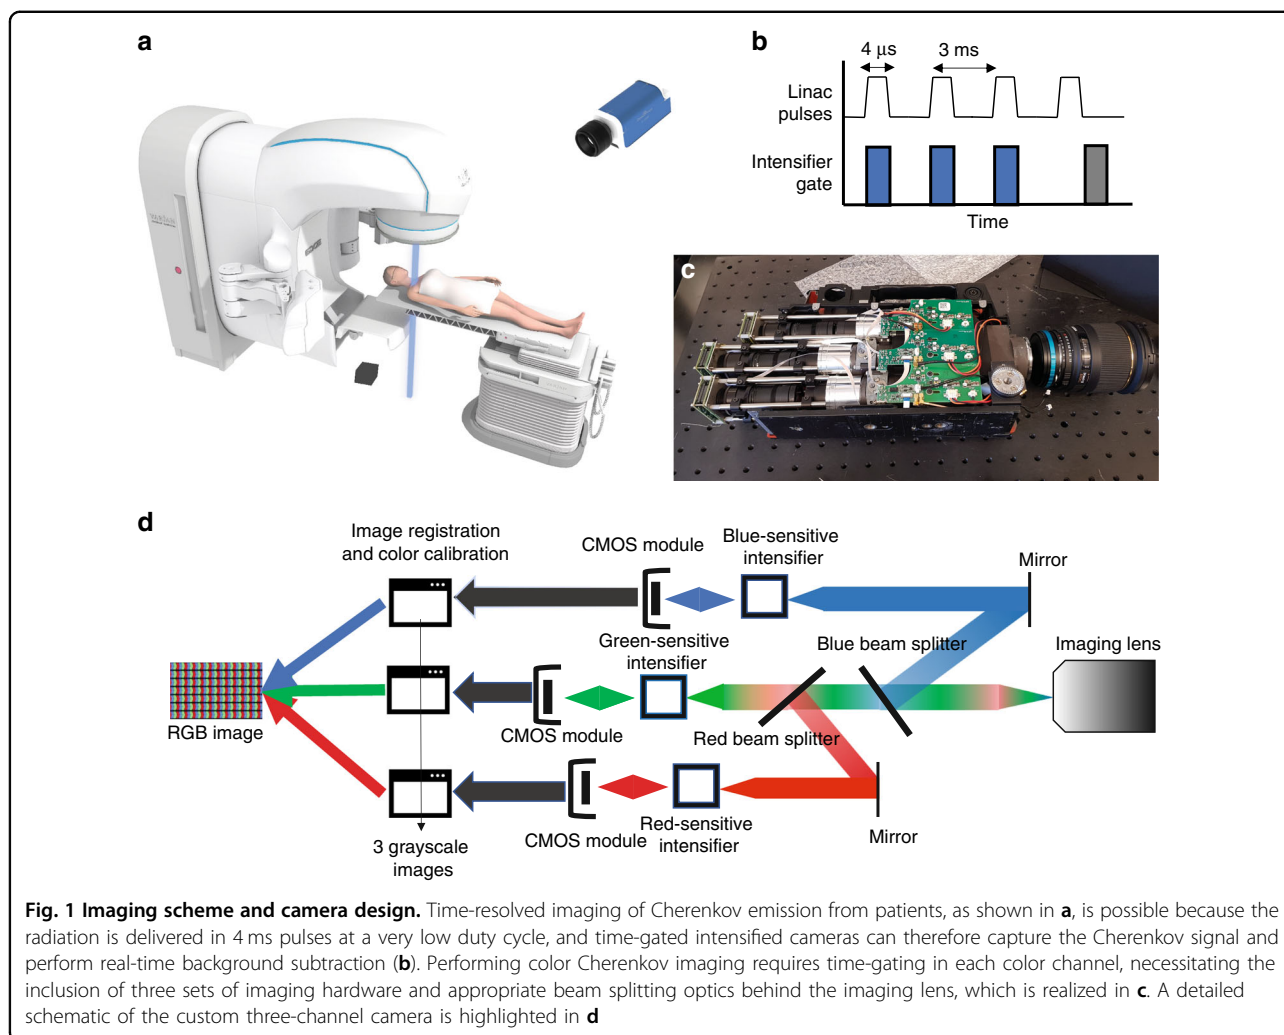 a
b
4 μs
3 ms
Linac
pulses
Intensifier
gate
Time
c
d
Image registration
and color calibration
CMOS module
Blue-sensitive
intensifier
Mirror
Green-sensitive
intensifier
Blue beam splitter
Imaging lens
RGB image
CMOS module
Red beam splitter
CMOS module
Red-sensitive
intensifier
Mirror
3 grayscale
images
Fig. 1 Imaging scheme and camera design. Time-resolved imaging of Cherenkov emission from patients, as shown in a, is possible because the
radiation is delivered in 4 ms pulses at a very low duty cycle, and time-gated intensified cameras can therefore capture the Cherenkov signal and
perform real-time background subtraction (b). Performing color Cherenkov imaging requires time-gating in each color channel, necessitating the
inclusion of three sets of imaging hardware and appropriate beam splitting optics behind the imaging lens, which is realized in c. A detailed
schematic of the custom three-channel camera is highlighted in d